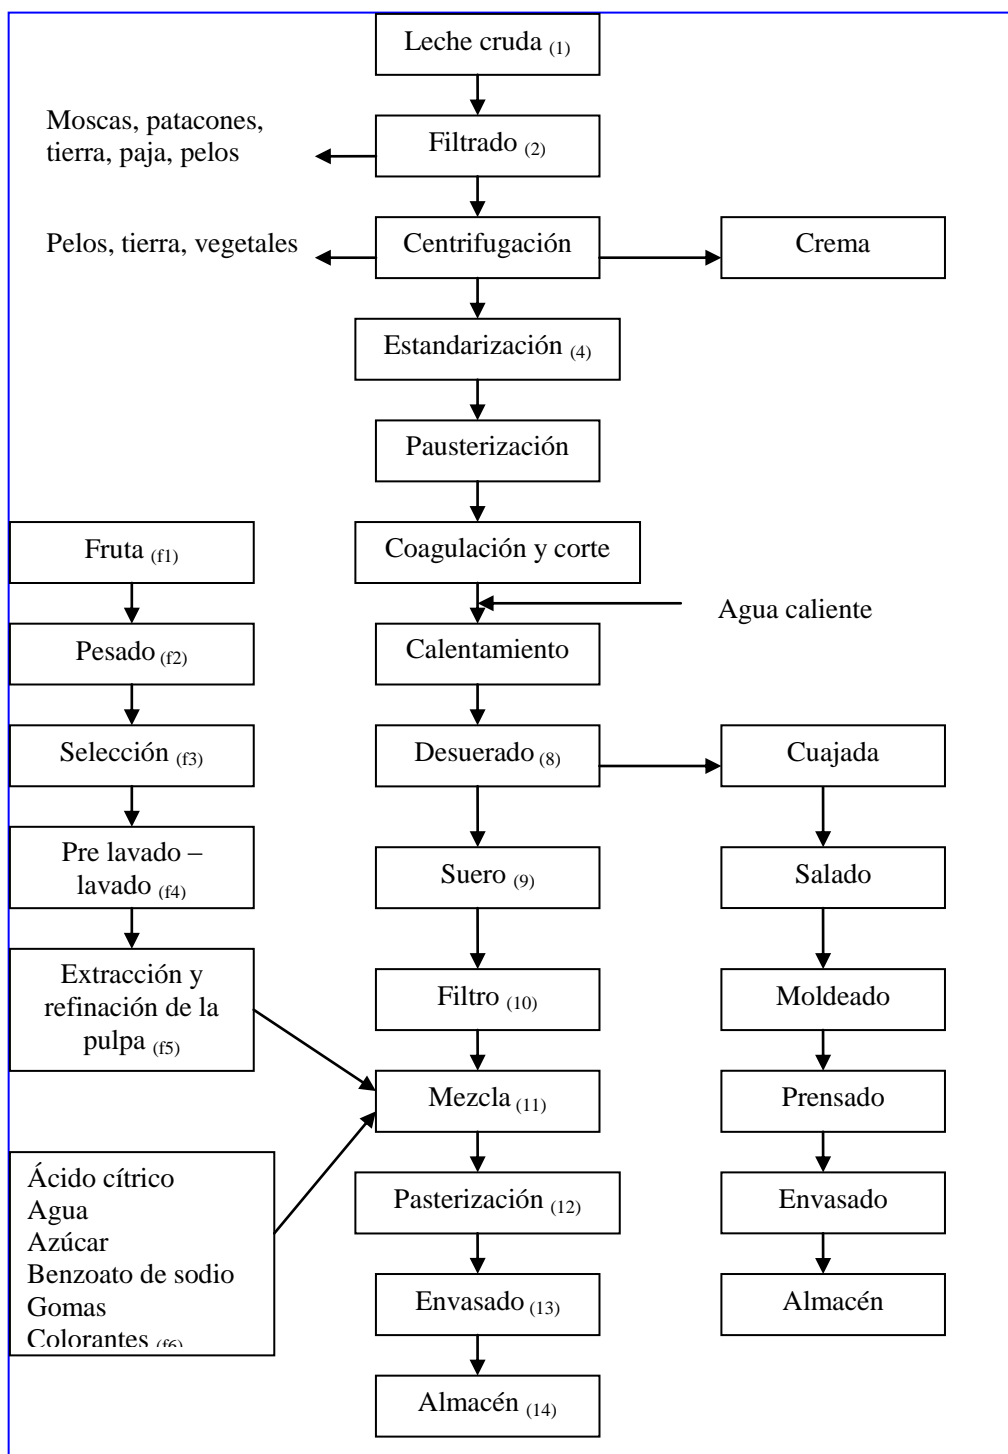 Leche cruda (1)
Moscas, patacones,
tierra, paja, pelos
Filtrado (2)
Pelos, tierra, vegetales
Centrifugación
Crema
Estandarización (4)
Pausterización
Fruta (f1)
Coagulación y corte
Agua caliente
Pesado (f2)
Calentamiento
Selección (f3)
Desuerado (8)
Cuajada
Pre lavado –
lavado (f4)
Suero (9)
Salado
Extracción y
refinación de la
pulpa (f5)
Filtro (10)
Moldeado
Mezcla (11)
Prensado
Ácido cítrico
Agua
Azúcar
Benzoato de sodio
Gomas
Colorantes (f6)
Pasterización (12)
Envasado
Envasado (13)
Almacén
Almacén (14)